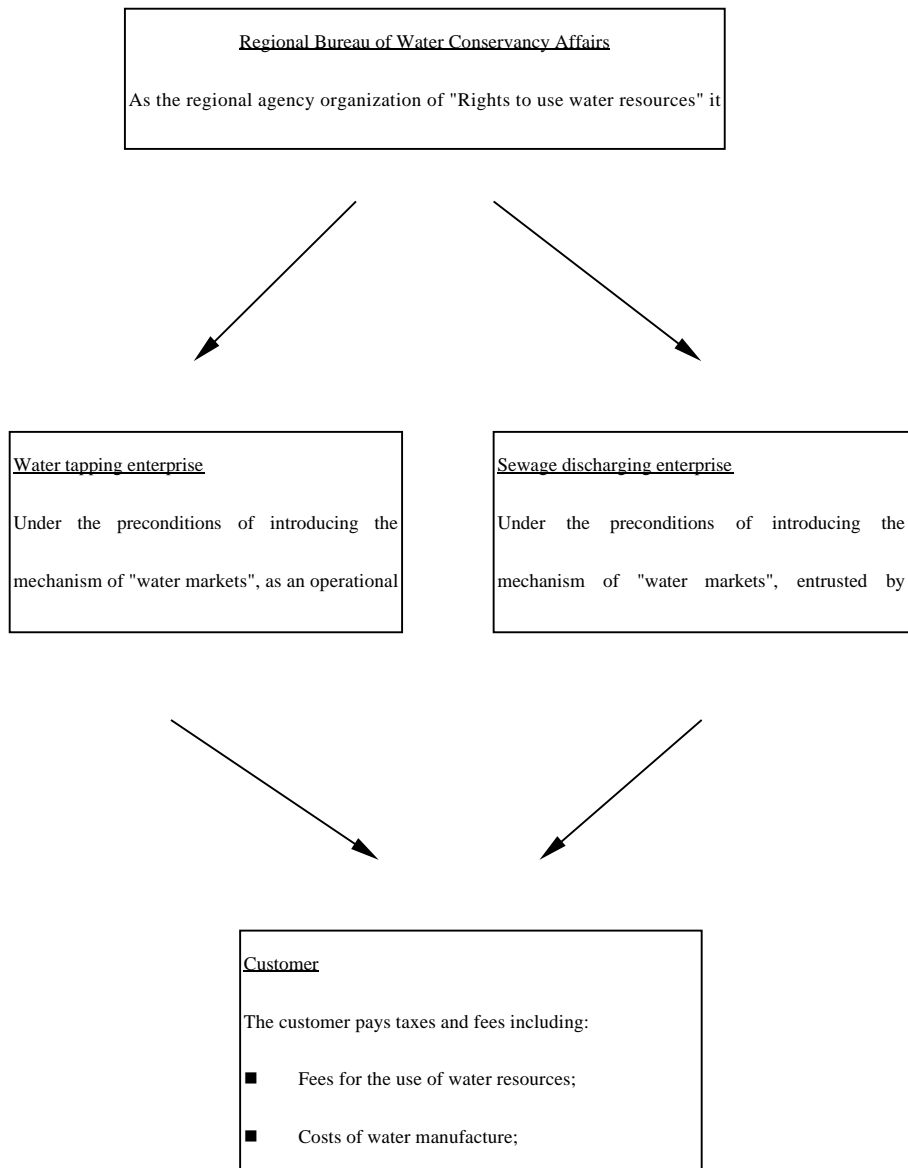 Regional Bureau of Water Conservancy Affairs
As the regional agency organization of "Rights to use water resources" it
Water tapping enterprise
Under the preconditions of introducing the
mechanism of "water markets", as an operational
Sewage discharging enterprise
Under the preconditions of introducing the
mechanism of "water markets", entrusted by
Customer
The customer pays taxes and fees including:
■ Fees for the use of water resources;
■ Costs of water manufacture;